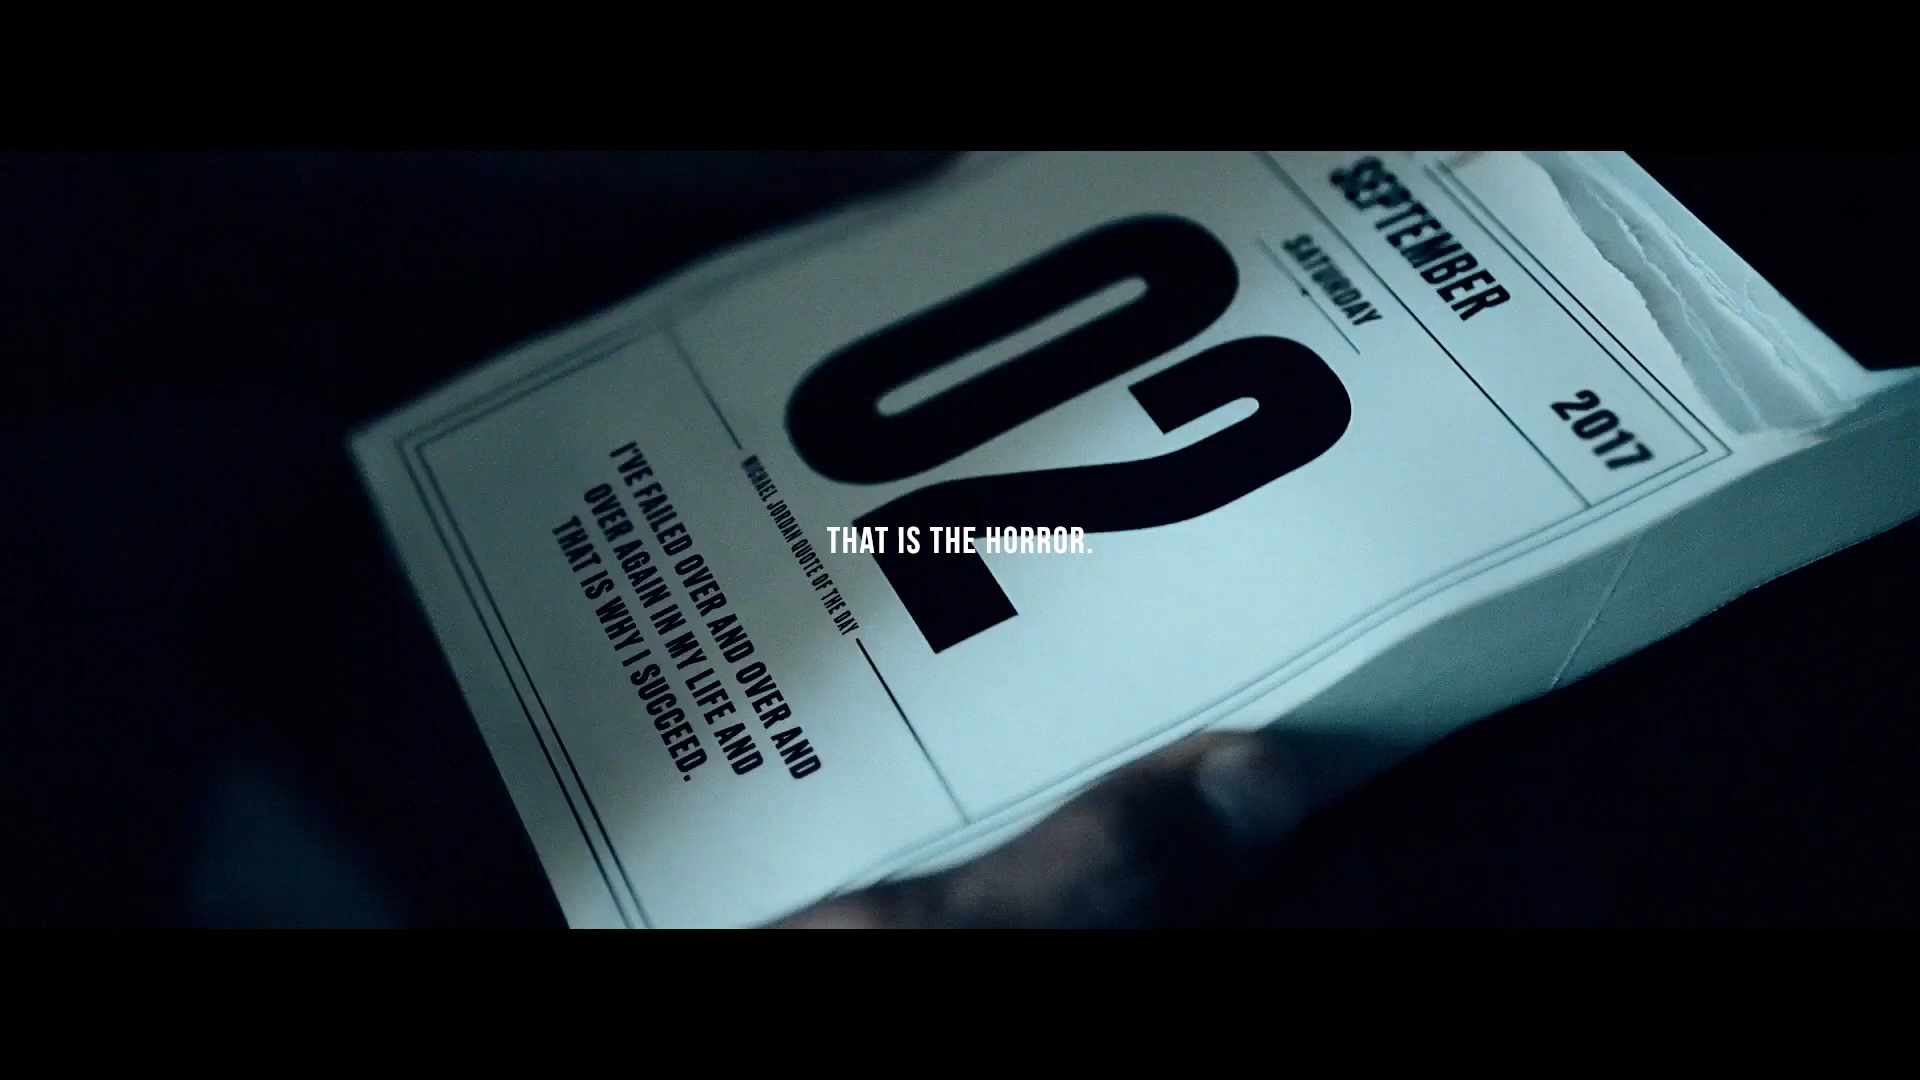 SEPTEMBER 2017
SATURDAY
02
MICHAEL JORDAN QUOTE OF THE DAY
I'VE FAILED OVER AND OVER AND
OVER AGAIN IN MY LIFE AND
THAT IS WHY I SUCCEED.
THAT IS THE HORROR.